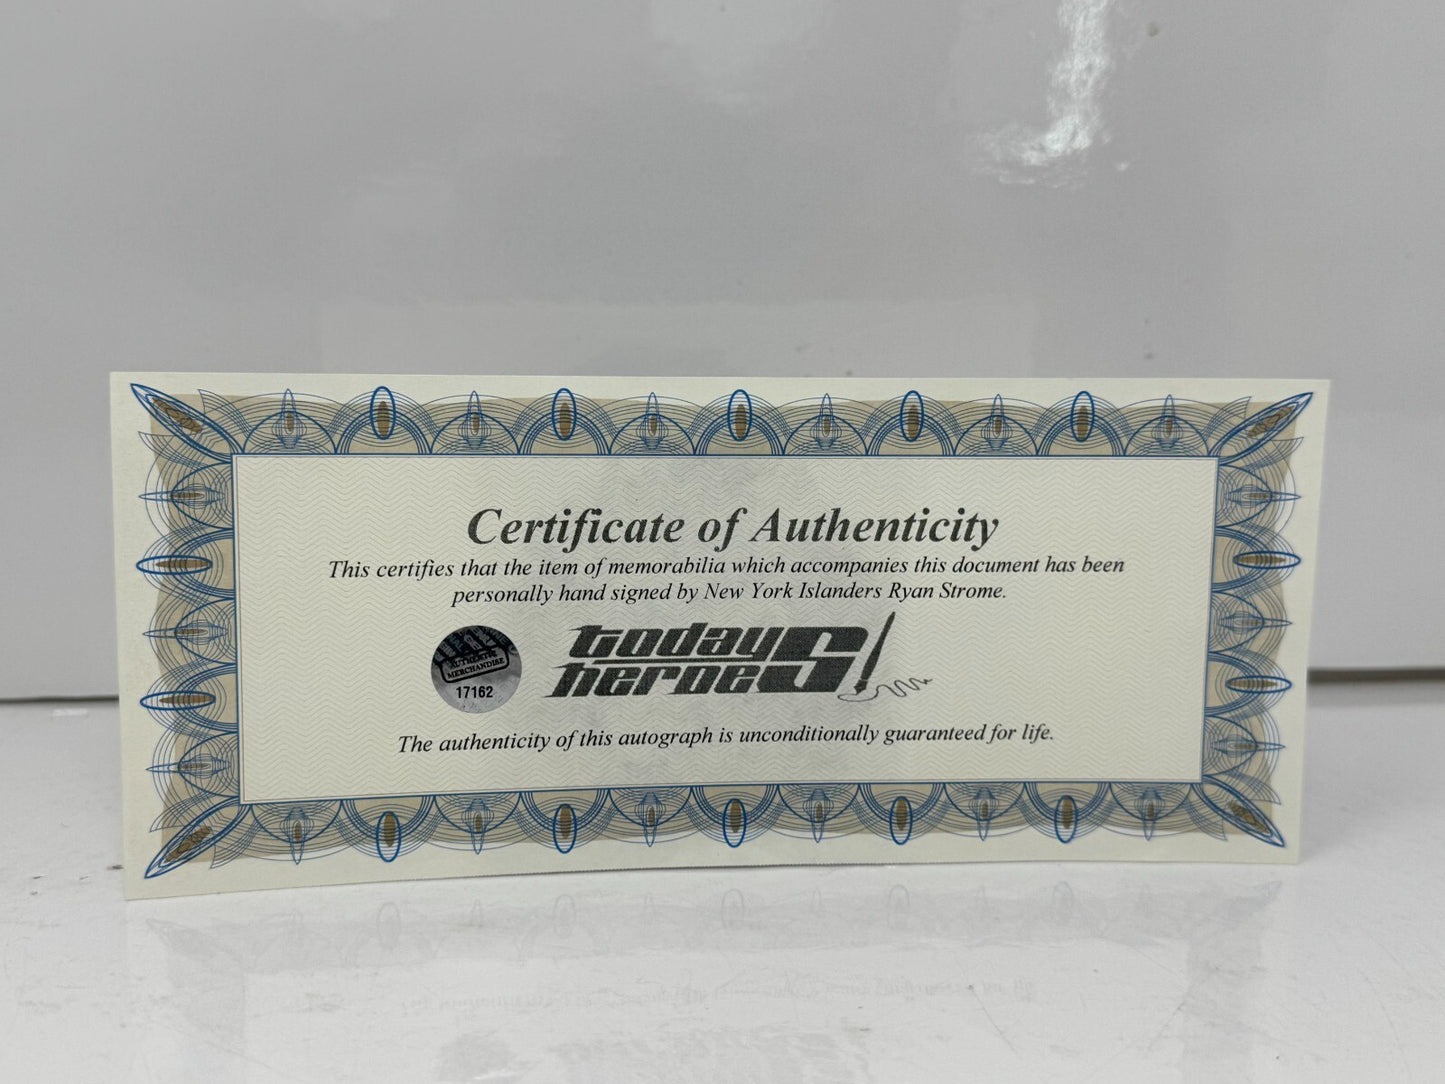 Certificate of Authenticity
This certifies that the item of memorabilia which accompanies this document has been
personally hand signed by New York Islanders Ryan Strome.
AUTHENTIC
MERCHANDISE
17162
todays
heroes
The authenticity of this autograph is unconditionally guaranteed for life.